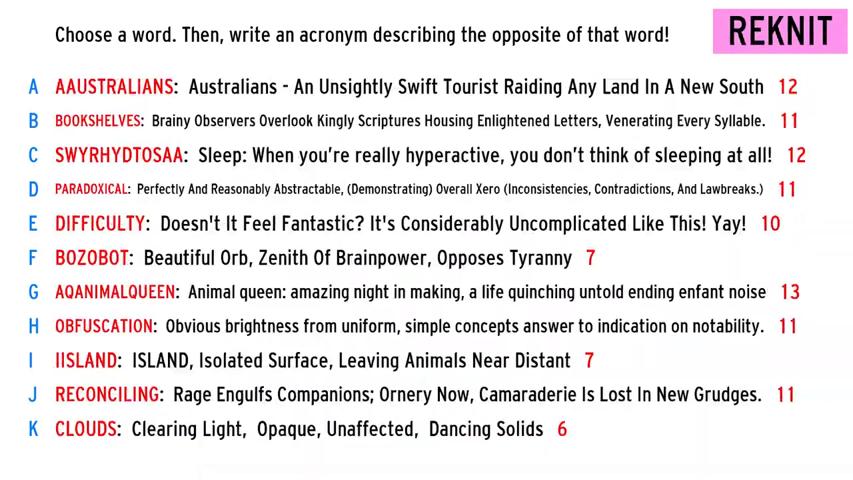 Choose a word. Then, write an acronym describing the opposite of that word!
REKNIT
A AAUSTRALIANS: Australians - An Unsightly Swift Tourist Raiding Any Land In A New South 12
B BOOKSHELVES: Brainy Observers Overlook Kingly Scriptures Housing Enlightened Letters, Venerating Every Syllable. 11
C SWYRHYDTOSAA: Sleep: When you're really hyperactive, you don't think of sleeping at all! 12
D PARADOXICAL: Perfectly And Reasonably Abstractable, (Demonstrating) Overall Xero (Inconsistencies, Contradictions, And Lawbreaks.) 11
E DIFFICULTY: Doesn't It Feel Fantastic? It's Considerably Uncomplicated Like This! Yay! 10
F BOZOBOT: Beautiful Orb, Zenith Of Brainpower, Opposes Tyranny 7
G AQANIMALQUEEN: Animal queen: amazing night in making, a life quinching untold ending enfant noise 13
H OBFUSCATION: Obvious brightness from uniform, simple concepts answer to indication on notability. 11
I IISLAND: ISLAND, Isolated Surface, Leaving Animals Near Distant 7
J RECONCILING: Rage Engulfs Companions; Ornery Now, Camaraderie Is Lost In New Grudges. 11
K CLOUDS: Clearing Light, Opaque, Unaffected, Dancing Solids 6